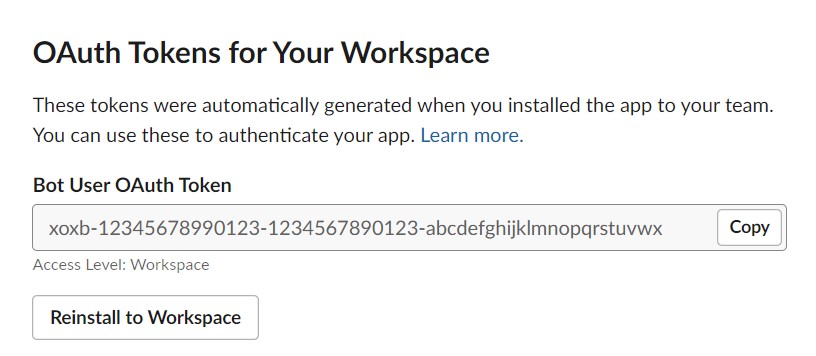 OAuth Tokens for Your Workspace
These tokens were automatically generated when you installed the app to your team.
You can use these to authenticate your app. Learn more.
Bot User OAuth Token
xoxb-12345678990123-1234567890123-abcdefghijklmnopqrstuvwx Copy
Access Level: Workspace
Reinstall to Workspace